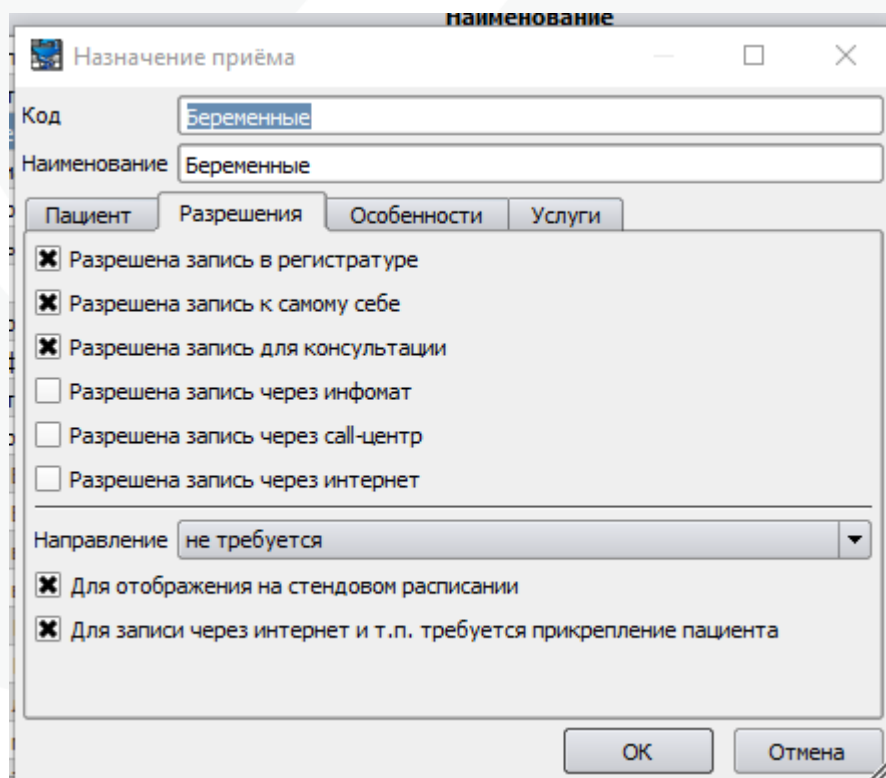 Наименование
Назначение приёма
Код Беременные
Наименование Беременные
Пациент Разрешения Особенности Услуги
Разрешена запись в регистратуре
Разрешена запись к самому себе
Разрешена запись для консультации
Разрешена запись через инфомат
Разрешена запись через call-центр
Разрешена запись через интернет
Направление не требуется
Для отображения на стендовом расписании
Для записи через интернет и т.п. требуется прикрепление пациента
ОК Отмена